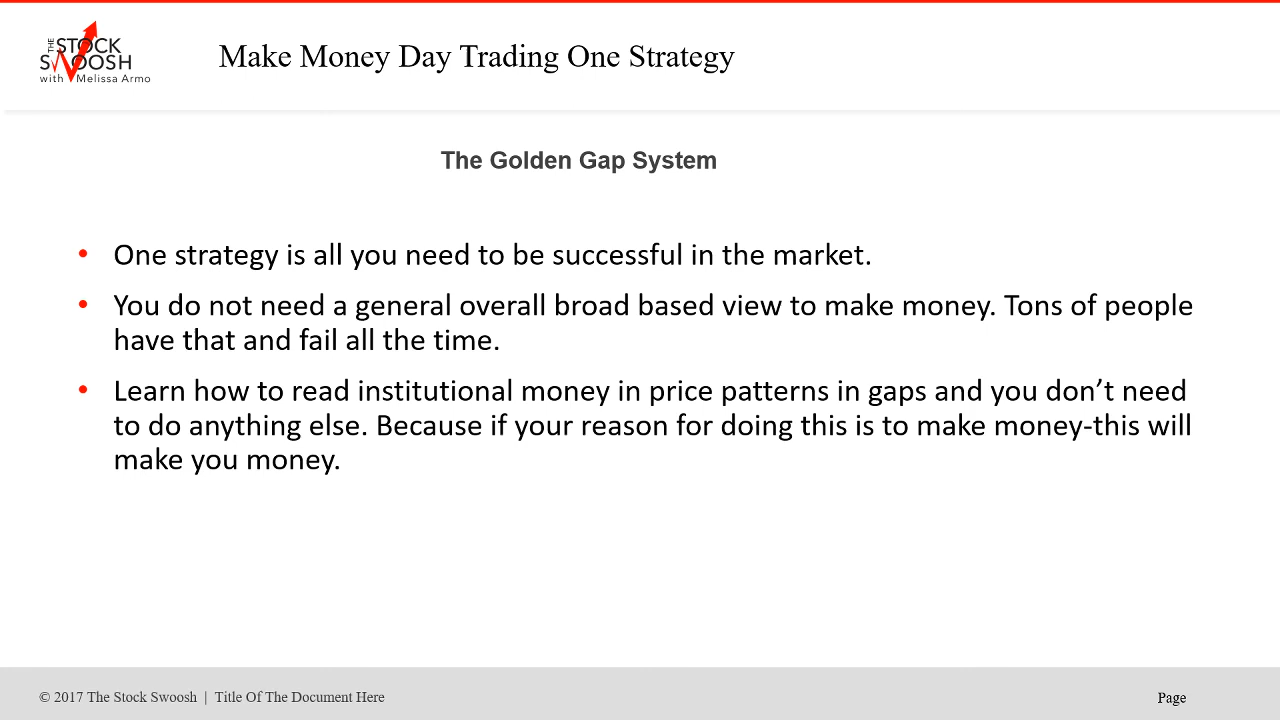 THE STOCK
SWOOSH
with Melissa Armo
Make Money Day Trading One Strategy
The Golden Gap System
• One strategy is all you need to be successful in the market.
• You do not need a general overall broad based view to make money. Tons of people
have that and fail all the time.
• Learn how to read institutional money in price patterns in gaps and you don’t need
to do anything else. Because if your reason for doing this is to make money-this will
make you money.
© 2017 The Stock Swoosh | Title Of The Document Here
Page